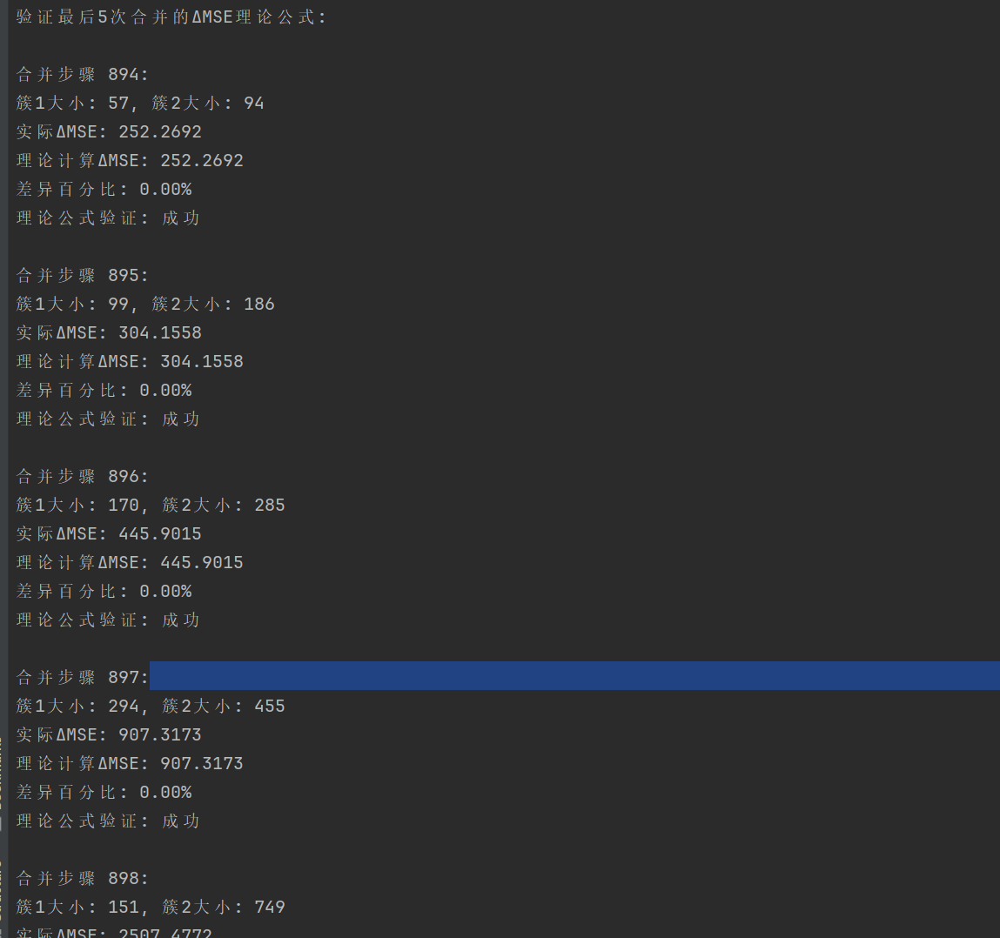 验证最后5次合并的ΔMSE理论公式:
合并步骤 894:
簇1大小: 57, 簇2大小: 94
实际ΔMSE: 252.2692
理论计算ΔMSE: 252.2692
差异百分比: 0.00%
理论公式验证: 成功
合并步骤 895:
簇1大小: 99, 簇2大小: 186
实际ΔMSE: 304.1558
理论计算ΔMSE: 304.1558
差异百分比: 0.00%
理论公式验证: 成功
合并步骤 896:
簇1大小: 170, 簇2大小: 285
实际ΔMSE: 445.9015
理论计算ΔMSE: 445.9015
差异百分比: 0.00%
理论公式验证: 成功
合并步骤 897:
簇1大小: 294, 簇2大小: 455
实际ΔMSE: 907.3173
理论计算ΔMSE: 907.3173
差异百分比: 0.00%
理论公式验证: 成功
合并步骤 898:
簇1大小: 151, 簇2大小: 749
实际ΔMSE: 2507.4772